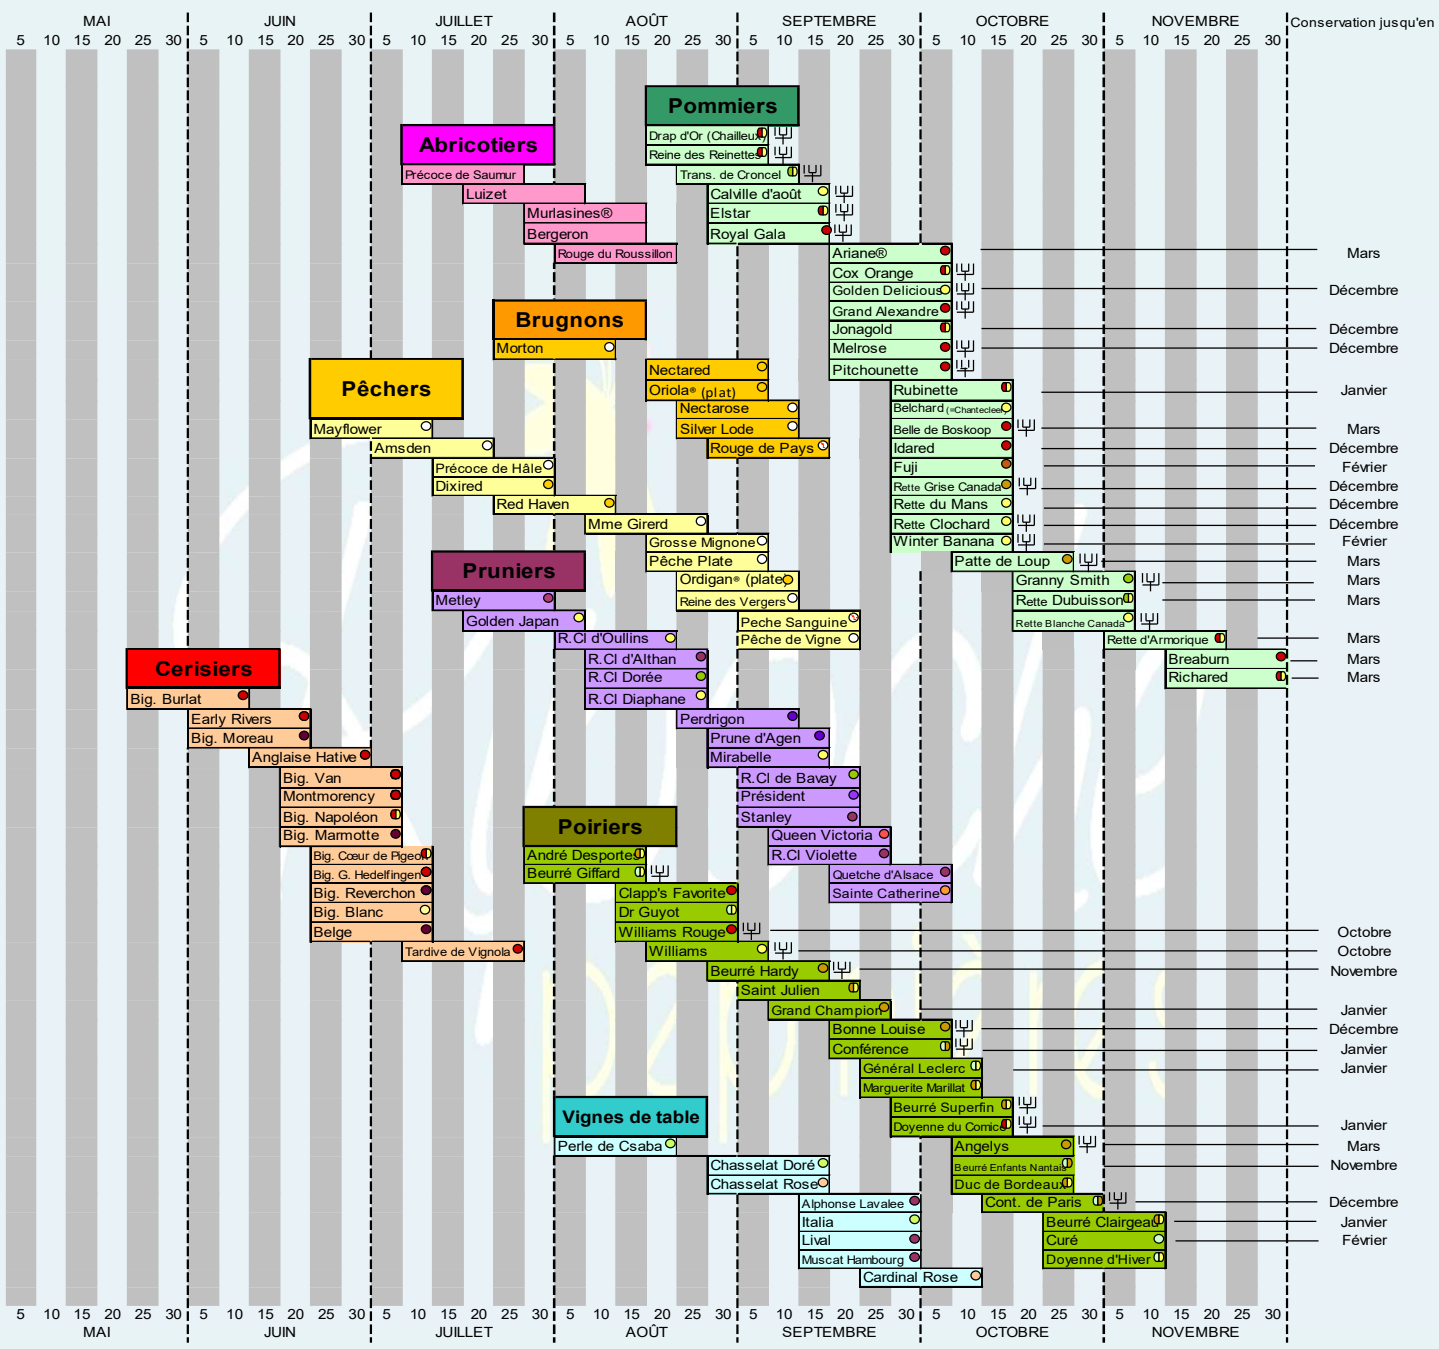 MAI JUIN JUILLET AOÛT SEPTEMBRE OCTOBRE NOVEMBRE Conservation jusqu'en
5 10 15 20 25 30 5 10 15 20 25 30 5 10 15 20 25 30 5 10 15 20 25 30 5 10 15 20 25 30 5 10 15 20 25 30 5 10 15 20 25 30
Pommiers
Drap d'Or (Chailleux)
Abricotiers
Reine des Reinettes
Précoce de Saumur Trans. de Croncel
Luizet Calville d'août
Murlasines® Elstar
Bergeron Royal Gala
Rouge du Roussillon Ariane® Mars
Cox Orange
Golden Delicious Décembre
Grand Alexandre
Brugnons Jonagold Décembre
Morton Melrose Décembre
Nectared Pitchounette
Pêchers Oriola® (plat) Rubinette Janvier
Nectarose Belchard (=Chantecler)
Mayflower Silver Lode Belle de Boskoop Mars
Amsden Rouge de Pays Idared Décembre
Précoce de Hâle Fuji Février
Dixired Rette Grise Canada Décembre
Red Haven Rette du Mans Décembre
Mme Girerd Rette Clochard Décembre
Grosse Mignone Winter Banana Février
Pêche Plate Patte de Loup Mars
Pruniers Ordigan® (plate) Granny Smith Mars
Metley Reine des Vergers Rette Dubuisson Mars
Golden Japan Peche Sanguine Rette Blanche Canada
R.Cl d'Oullins Pêche de Vigne Rette d'Armorique Mars
R.Cl d'Althan Breaburn Mars
Cerisiers R.Cl Dorée Richared Mars
Big. Burlat R.Cl Diaphane
Early Rivers Perdrigon
Big. Moreau Prune d'Agen
Anglaise Hative Mirabelle
Big. Van R.Cl de Bavay
Montmorency Président
Big. Napoléon Stanley
Poiriers
Big. Marmotte Queen Victoria
Big. Cœur de Pigeon André Desportes R.Cl Violette
Big. G. Hedelfingen Beurré Giffard Quetche d'Alsace
Big. Reverchon Clapp's Favorite Sainte Catherine
Big. Blanc Dr Guyot
Belge Williams Rouge Octobre
Tardive de Vignola Williams Octobre
Beurré Hardy Novembre
Saint Julien
Grand Champion Janvier
Bonne Louise Décembre
Conférence Janvier
Général Leclerc Janvier
Marguerite Marillat
Beurré Superfin
Vignes de table Doyenne du Comice Janvier
Perle de Csaba Angelys Mars
Chasselat Doré Beurré Enfants Nantais Novembre
Chasselat Rose Duc de Bordeaux
Alphonse Lavalee Cont. de Paris Décembre
Italia Beurré Clairgeau Janvier
Lival Curé Février
Muscat Hambourg Doyenne d'Hiver
Cardinal Rose
5 10 15 20 25 30 5 10 15 20 25 30 5 10 15 20 25 30 5 10 15 20 25 30 5 10 15 20 25 30 5 10 15 20 25 30 5 10 15 20 25 30
MAI JUIN JUILLET AOÛT SEPTEMBRE OCTOBRE NOVEMBRE